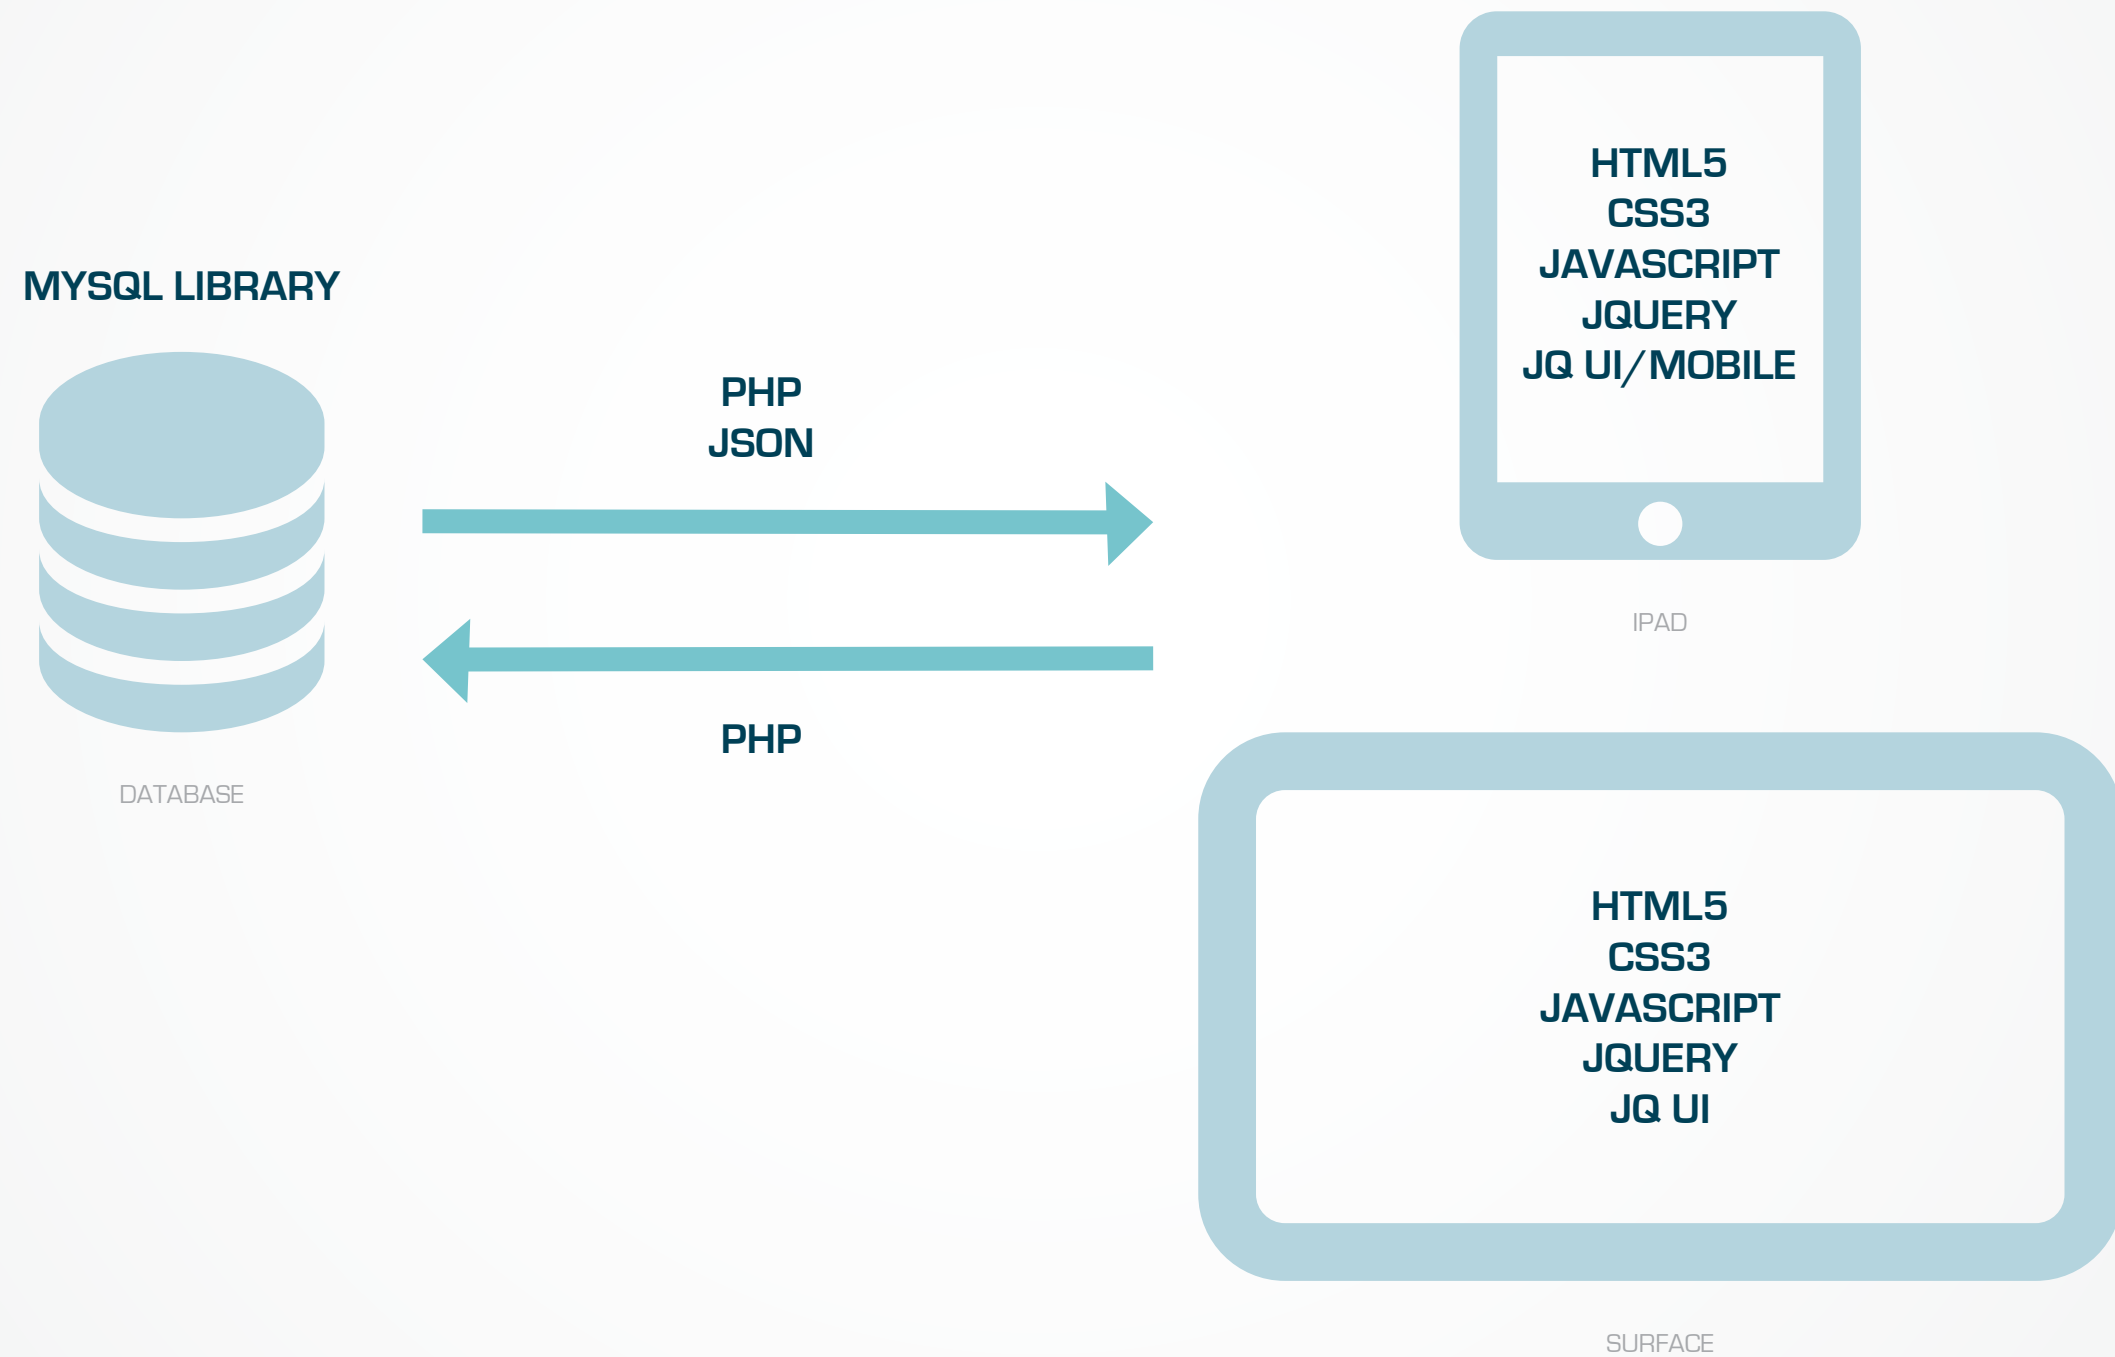 MYSQL LIBRARY
DATABASE
PHP
JSON
PHP
HTML5
CSS3
JAVASCRIPT
JQUERY
JQ UI/MOBILE
IPAD
HTML5
CSS3
JAVASCRIPT
JQUERY
JQ UI
SURFACE